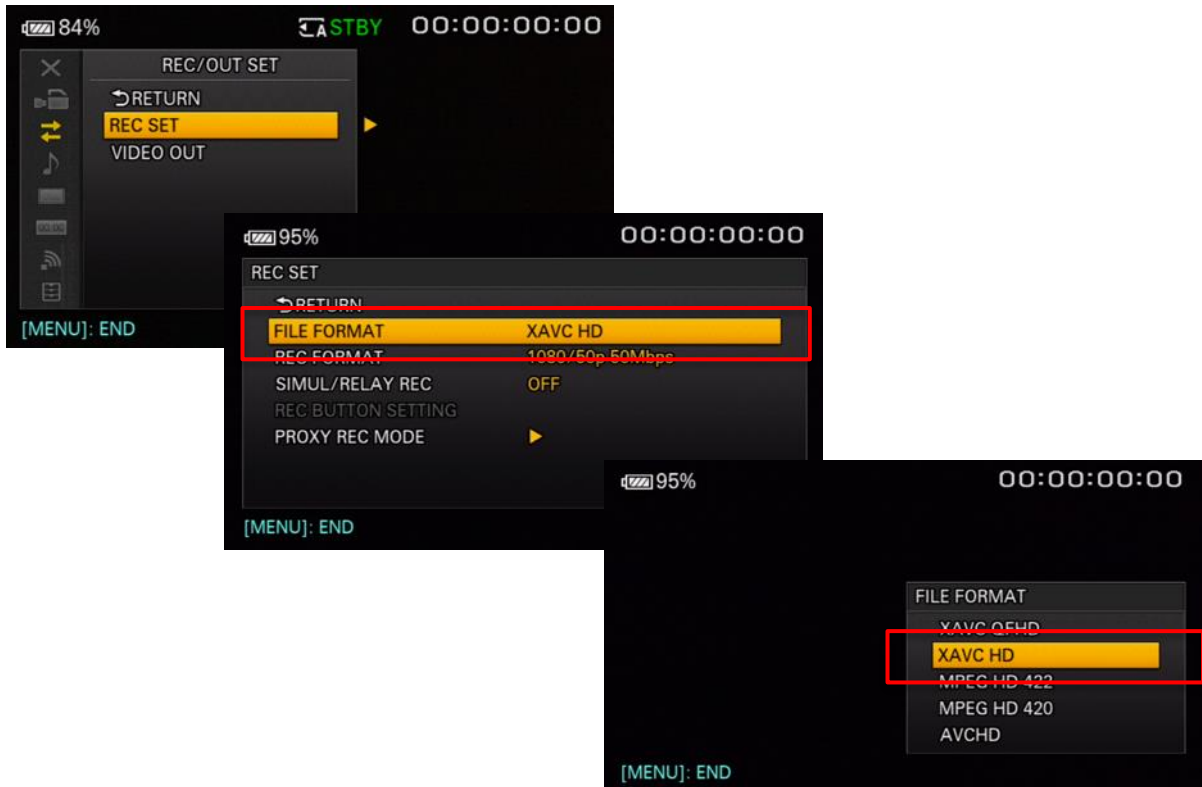 84% A STBY 00:00:00:00
REC/OUT SET
RETURN
REC SET
VIDEO OUT
00:00
[MENU]: END
95% 00:00:00:00
REC SET
RETURN
FILE FORMAT XAVC HD
REC FORMAT 1080/50p 50Mbps
SIMUL/RELAY REC OFF
REC BUTTON SETTING
PROXY REC MODE
[MENU]: END
95% 00:00:00:00
FILE FORMAT
XAVC QFHD
XAVC HD
MPEG HD 422
MPEG HD 420
AVCHD
[MENU]: END